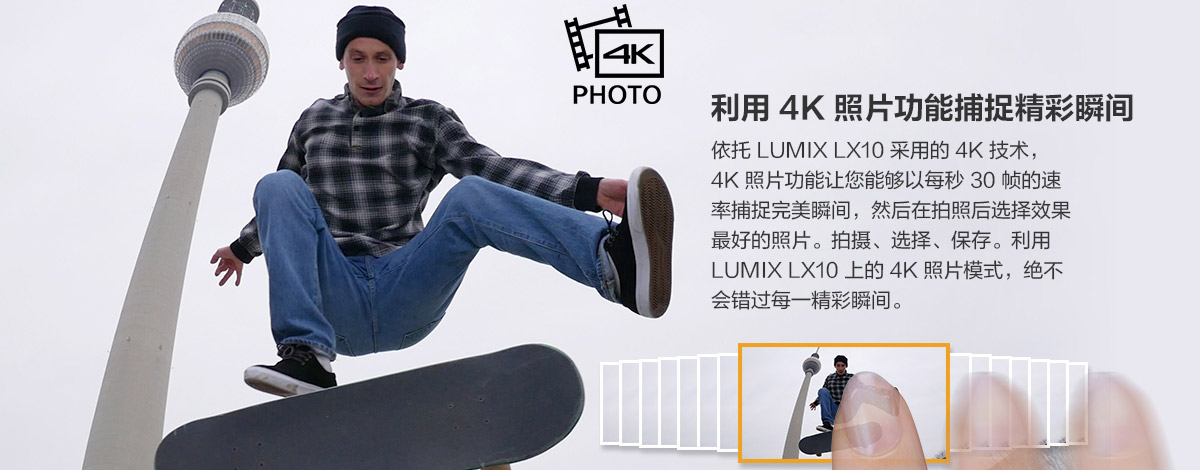 4K
PHOTO
利用 4K 照片功能捕捉精彩瞬间
依托 LUMIX LX10 采用的 4K 技术，
4K 照片功能让您能够以每秒 30 帧的速
率捕捉完美瞬间，然后在拍照后选择效果
最好的照片。拍摄、选择、保存。利用
LUMIX LX10 上的 4K 照片模式，绝不
会错过每一精彩瞬间。